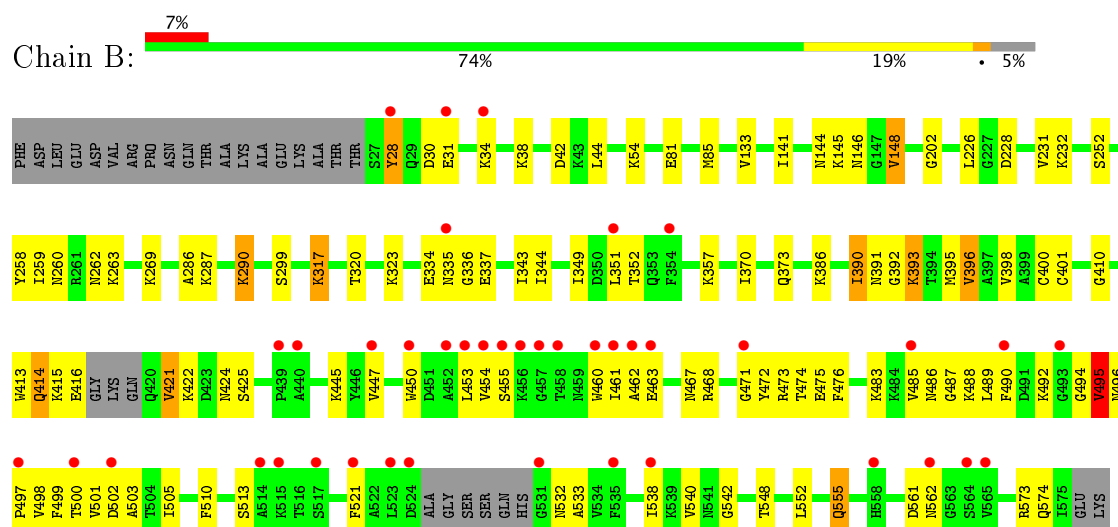 7%
Chain B:
74% 19% • 5%
PHE ASP LEU GLU ASP VAL ARG PRO ASN GLN THR ALA LYS ALA GLU LYS ALA THR THR S27 Y28 Q29 D30 E31 K34 K38 D42 K43 L44 K54 E81 M85 V133 I141 N144 K145 N146 G147 V148 G202 L226 G227 D228 V231 K232 S252
Y258 I259 N260 R261 N262 K263 K269 A286 K287 K290 S299 K317 T320 K323 E334 N335 G336 E337 I343 I344 I349 D350 L351 T352 Q353 F354 K357 I370 Q373 K386 I390 N391 G392 K393 T394 M395 V396 A397 V398 A399 C400 C401 G410
W413 Q414 K415 E416 GLY LYS GLN Q420 V421 K422 D423 N424 S425 P439 A440 K445 Y446 V447 W450 D451 A452 L453 V454 S455 K456 G457 T458 N459 W460 I461 A462 E463 N467 R468 G471 Y472 R473 T474 E475 F476 K483 K484 V485 N486 G487 K488 L489 F490 D491 K492 G493 G494 V495 N496
P497 V498 F499 T500 V501 D502 A503 T504 I505 F510 S513 A514 K515 T516 S517 F521 A522 L523 D524 ALA GLY SER SER GLN HIS G531 N532 A533 V534 F535 I538 K539 V540 N541 G542 T548 L552 Q555 H558 D561 N562 G563 S564 V565 R573 Q574 I575 GLU LYS